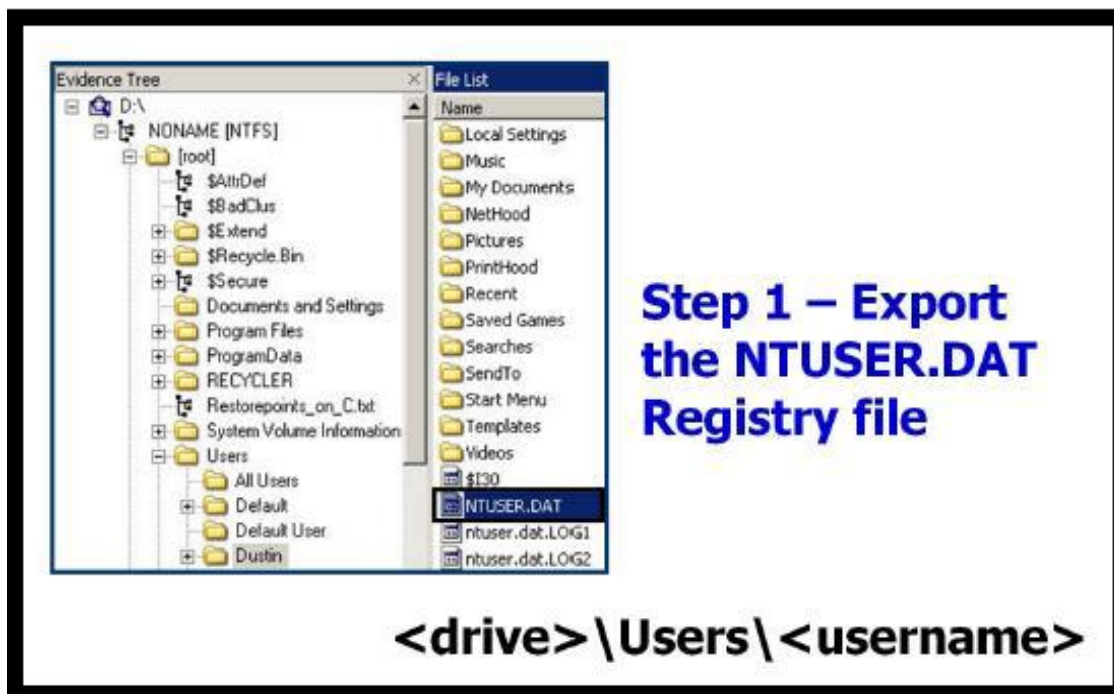 Evidence Tree
D:\
NONAME [NTFS]
[root]
$AttrDef
$BadClus
$Extend
$Recycle.Bin
$Secure
Documents and Settings
Program Files
ProgramData
RECYCLER
Restorepoints_on_C.txt
System Volume Information
Users
All Users
Default
Default User
Dustin
File List
Name
Local Settings
Music
My Documents
NetHood
Pictures
PrintHood
Recent
Saved Games
Searches
SendTo
Start Menu
Templates
Videos
$I30
NTUSER.DAT
ntuser.dat.LOG1
ntuser.dat.LOG2
Step 1 – Export
the NTUSER.DAT
Registry file
<drive>\Users\<username>